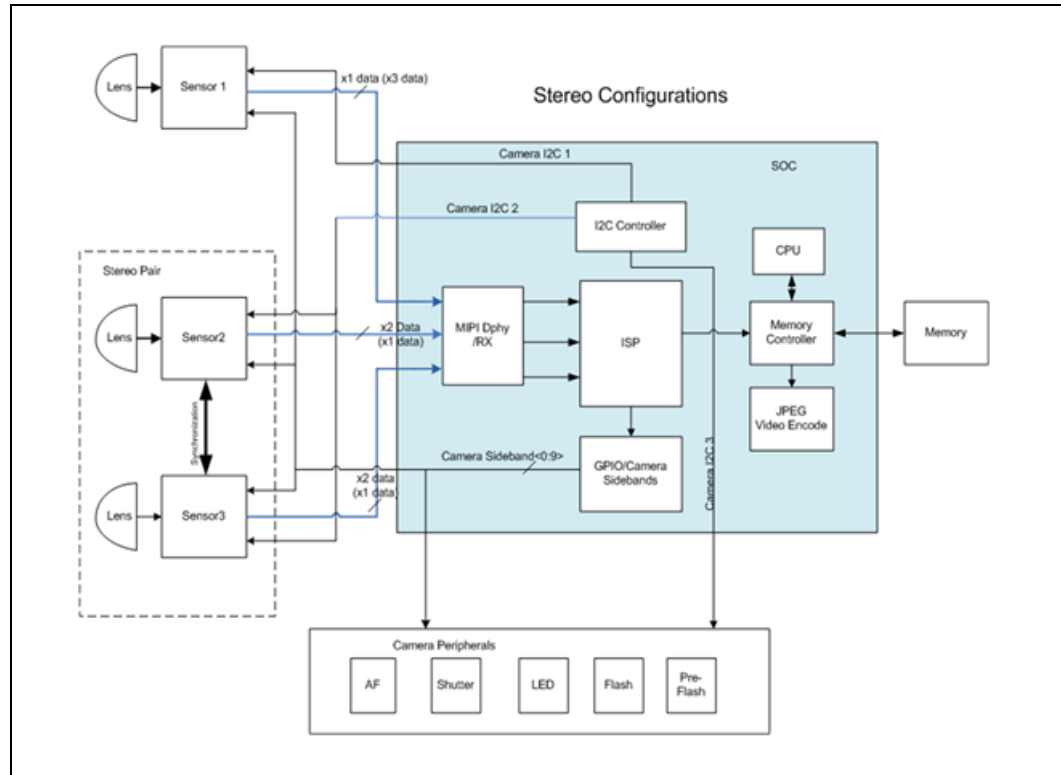 Stereo Configurations
Lens
Sensor 1
x1 data (x3 data)
SOC
Camera I2C 1
Camera I2C 2
I2C Controller
CPU
Stereo Pair
Lens
Sensor2
x2 Data
(x1 data)
MIPI Dphy
/RX
ISP
Memory
Controller
Memory
JPEG
Video Encode
Synchronization
Camera Sideband<0:9>
GPIO/Camera
Sidebands
Camera I2C 3
x2 data
(x1 data)
Lens
Sensor3
Camera Peripherals
AF
Shutter
LED
Flash
Pre-
Flash